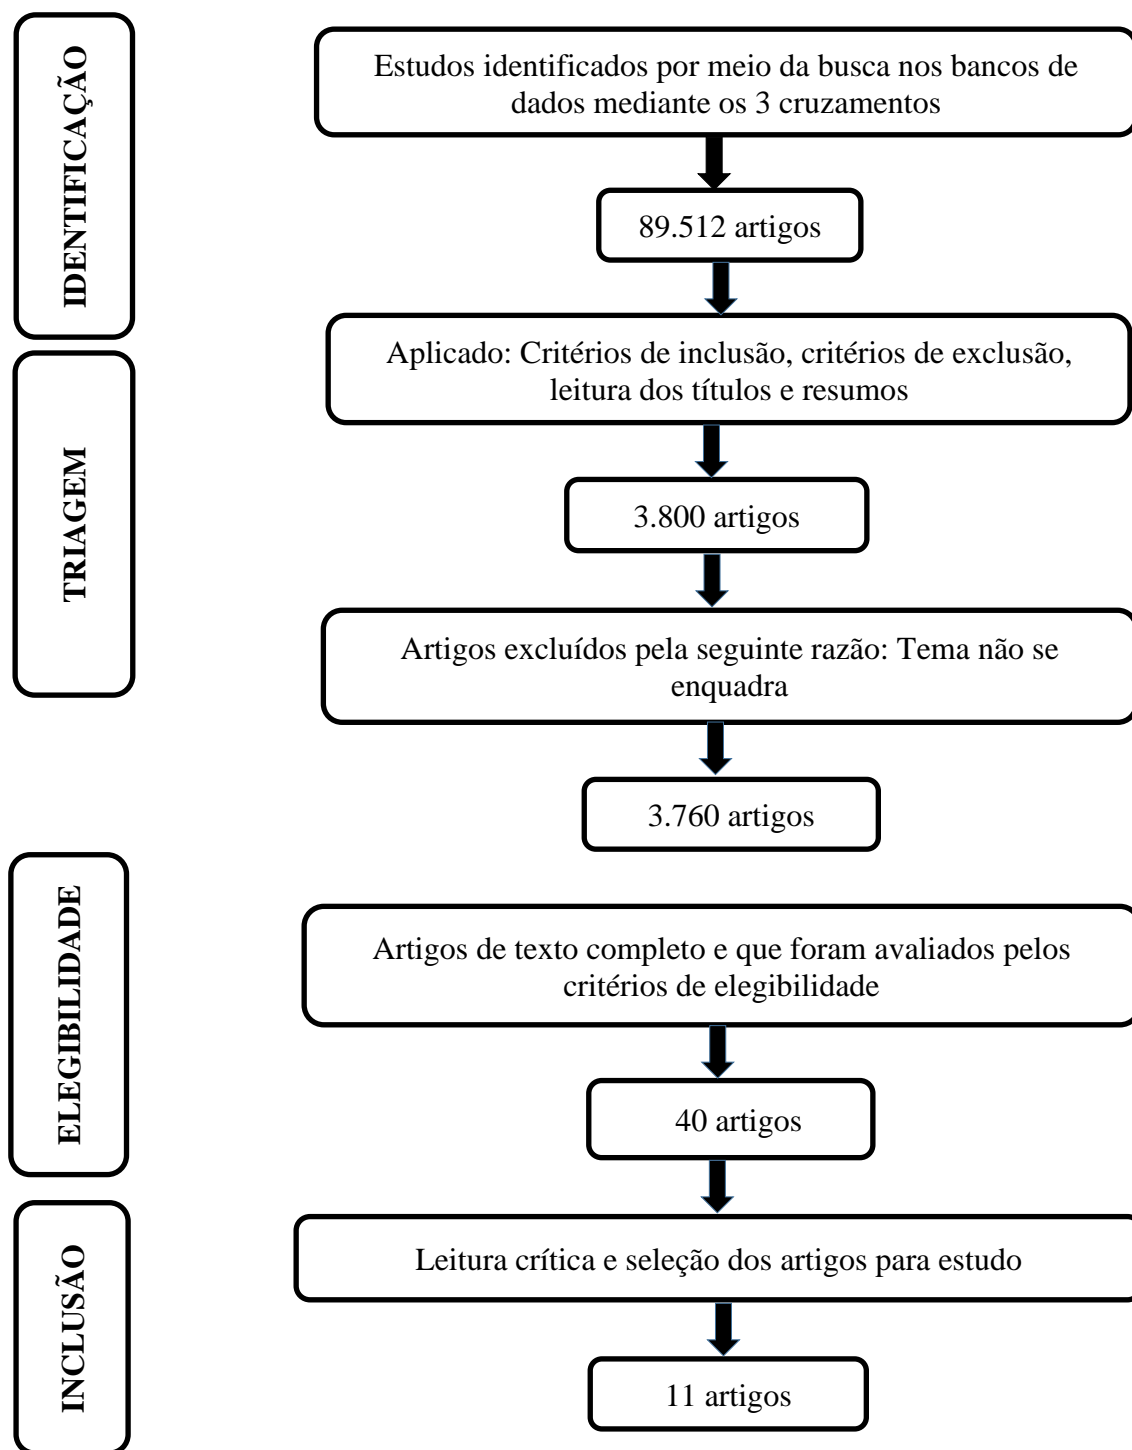 IDENTIFICAÇÃO
Estudos identificados por meio da busca nos bancos de
dados mediante os 3 cruzamentos
89.512 artigos
TRIAGEM
Aplicado: Critérios de inclusão, critérios de exclusão,
leitura dos títulos e resumos
3.800 artigos
Artigos excluídos pela seguinte razão: Tema não se
enquadra
3.760 artigos
ELEGIBILIDADE
Artigos de texto completo e que foram avaliados pelos
critérios de elegibilidade
40 artigos
INCLUSÃO
Leitura crítica e seleção dos artigos para estudo
11 artigos